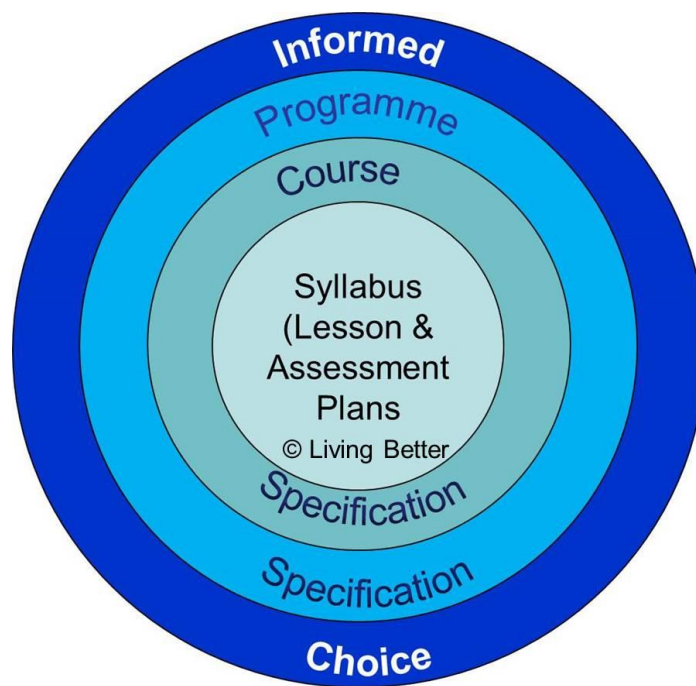 Informed
Programme
Course
Syllabus
(Lesson &
Assessment
Plans
© Living Better
Specification
Specification
Choice